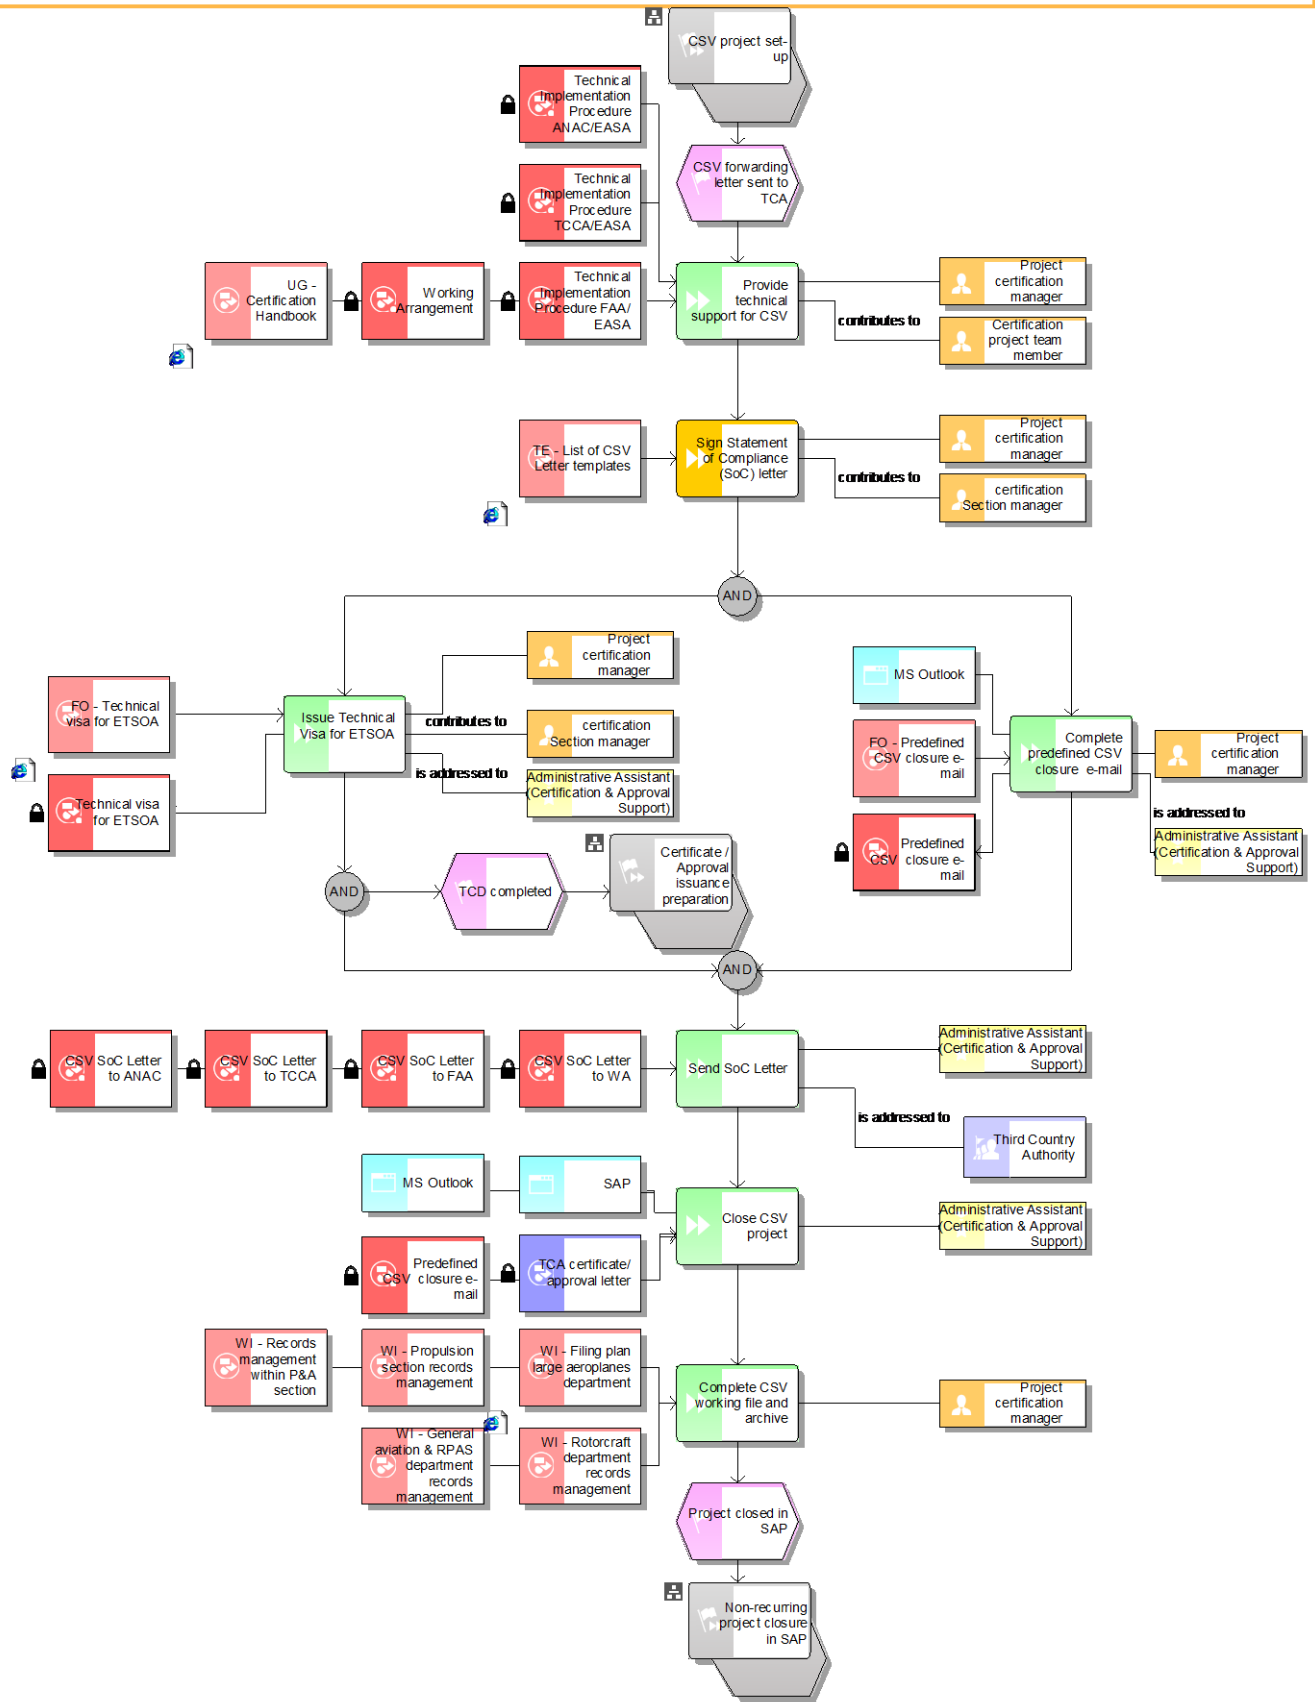 CSV project set-
up
Technical
Implementation
Procedure
ANAC/EASA
CSV forwarding
letter sent to
TCA
Technical
Implementation
Procedure
TCCA/EASA
UG -
Certification
Handbook
Working
Arrangement
Technical
Implementation
Procedure FAA/
EASA
Provide
technical
support for CSV
Project
certification
manager
contributes to
Certification
project team
member
TE - List of CSV
Letter templates
Sign Statement
of Compliance
(SoC) letter
Project
certification
manager
contributes to
certification
Section manager
AND
Project
certification
manager
MS Outlook
FO - Technical
visa for ETSOA
Issue Technical
Visa for ETSOA
contributes to
certification
Section manager
FO - Predefined
CSV closure e-
mail
Complete
predefined CSV
closure e-mail
Project
certification
manager
is addressed to
Administrative Assistant
(Certification & Approval
Support)
Technical visa
for ETSOA
is addressed to
Administrative Assistant
(Certification & Approval
Support)
Predefined
CSV closure e-
mail
AND
TCD completed
Certificate /
Approval
issuance
preparation
AND
CSV SoC Letter
to ANAC
CSV SoC Letter
to TCCA
CSV SoC Letter
to FAA
CSV SoC Letter
to WA
Send SoC Letter
Administrative Assistant
(Certification & Approval
Support)
is addressed to
Third Country
Authority
MS Outlook
SAP
Close CSV
project
Administrative Assistant
(Certification & Approval
Support)
Predefined
CSV closure e-
mail
TCA certificate/
approval letter
WI - Records
management
within P&A
section
WI - Propulsion
section records
management
WI - Filing plan
large aeroplanes
department
Complete CSV
working file and
archive
Project
certification
manager
WI - General
aviation & RPAS
department
records
management
WI - Rotorcraft
department
records
management
Project closed in
SAP
Non-recurring
project closure
in SAP